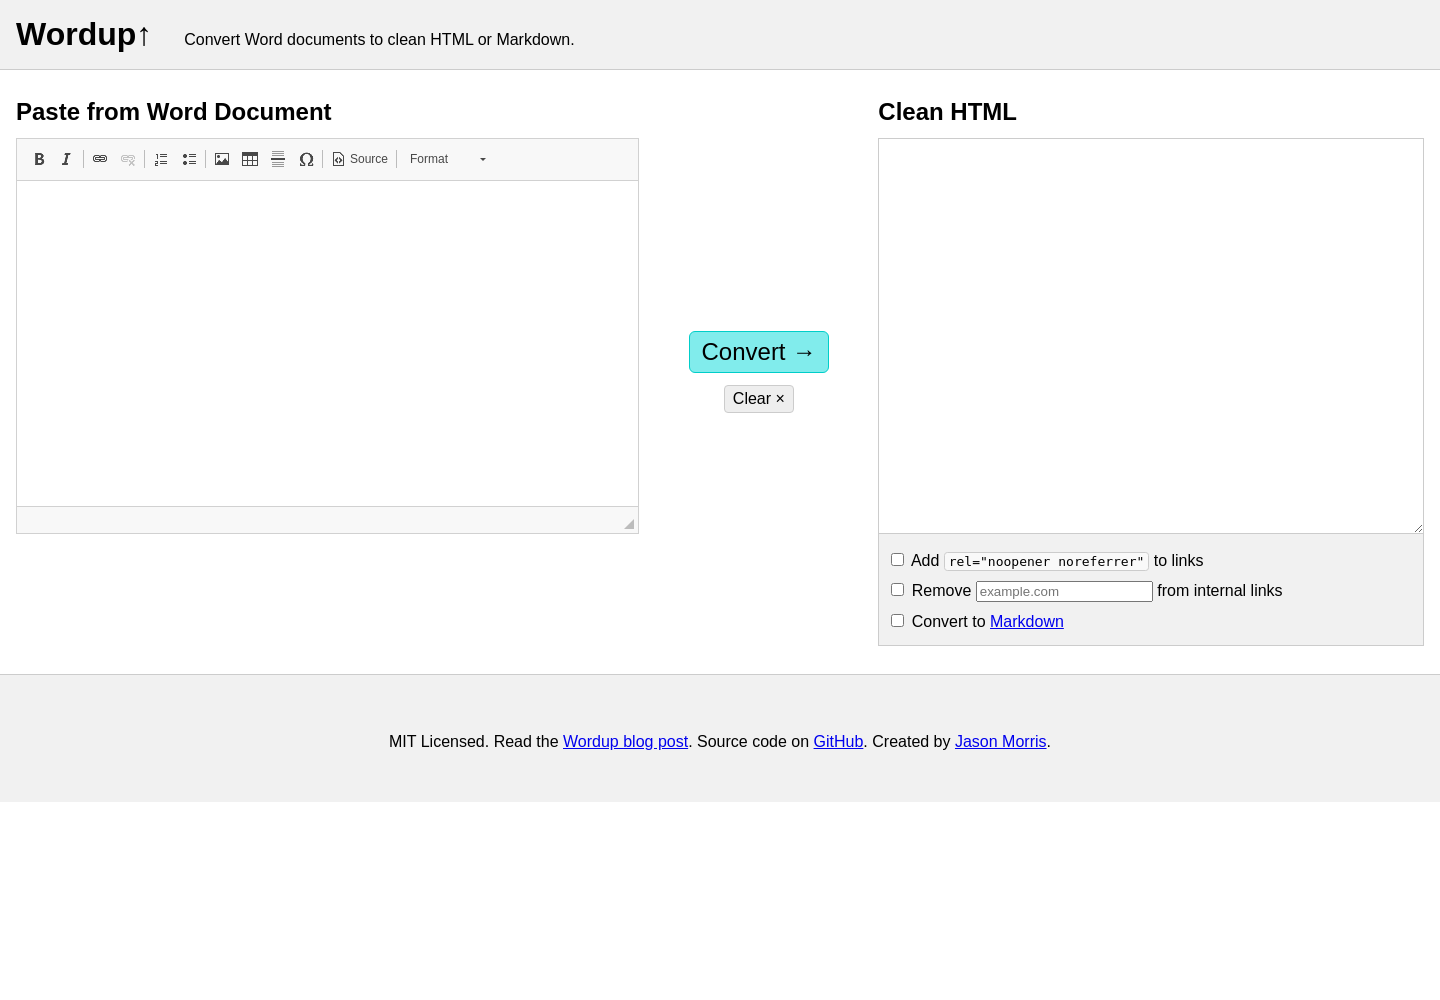 Wordup↑
Convert Word documents to clean HTML or Markdown.
Paste from Word Document
Source
Format
Convert →
Clear ×
Clean HTML
Add rel="noopener noreferrer" to links
Remove example.com from internal links
Convert to Markdown
MIT Licensed. Read the Wordup blog post. Source code on GitHub. Created by Jason Morris.